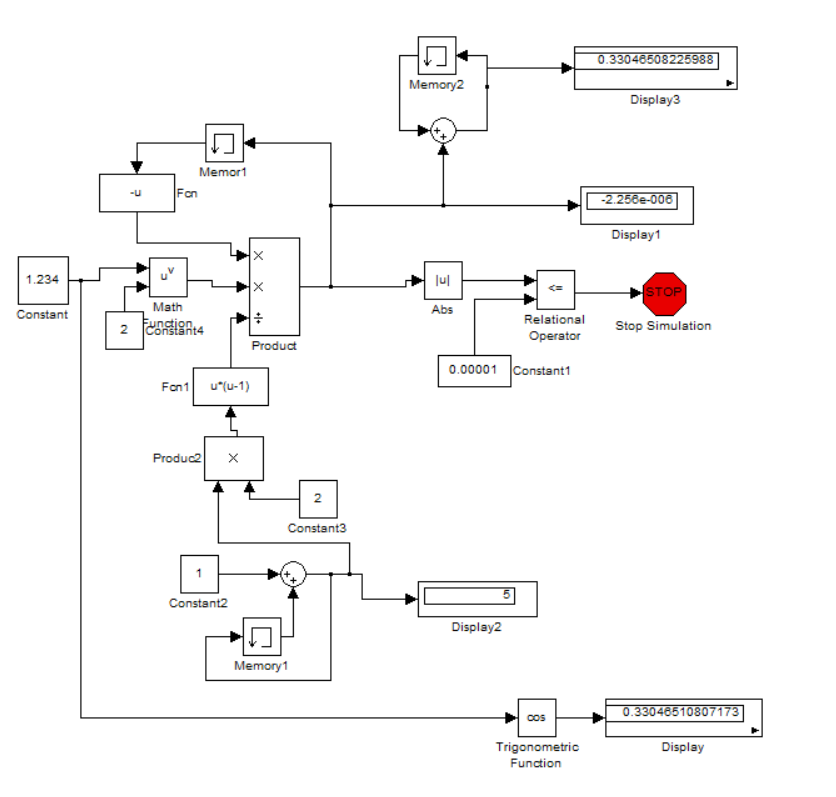 Memory2
0.33046508225988
Display3
Memor1
-u
Fcn
-2.256e-006
Display1
1.234
Constant
u^v
Math
Function
2
Constant4
×
×
÷
Product
|u|
Abs
<=
Relational
Operator
STOP
Stop Simulation
0.00001
Constant1
Fcn1
u*(u-1)
Produc2
×
2
Constant3
1
Constant2
++
5
Display2
Memory1
cos
Trigonometric
Function
0.33046510807173
Display